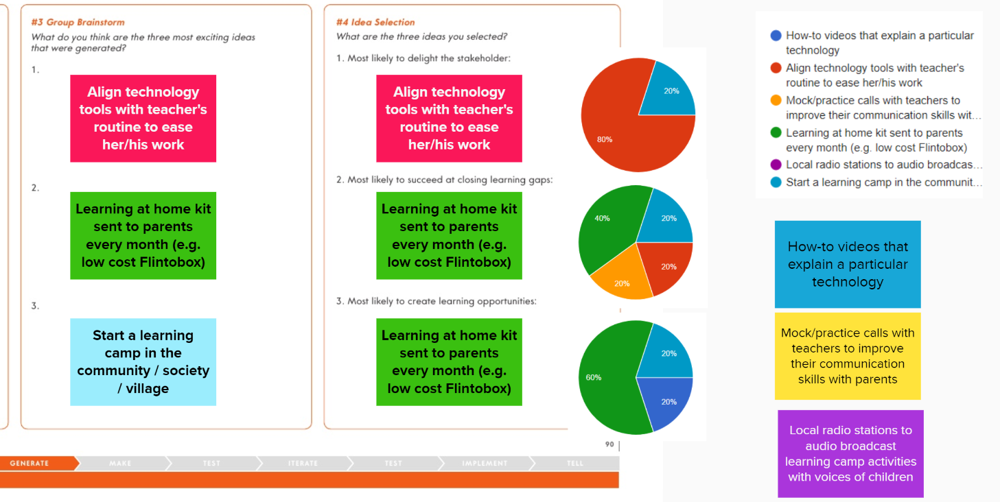 #3 Group Brainstorm
What do you think are the three most exciting ideas
that were generated?
1.
Align technology
tools with teacher's
routine to ease
her/his work
2.
Learning at home kit
sent to parents
every month (e.g.
low cost Flintobox)
3.
Start a learning
camp in the
community / society
/ village
#4 Idea Selection
What are the three ideas you selected?
1. Most likely to delight the stakeholder:
Align technology
tools with teacher's
routine to ease
her/his work
20%
80%
2. Most likely to succeed at closing learning gaps:
Learning at home kit
sent to parents
every month (e.g.
low cost Flintobox)
40%
20%
20%
20%
3. Most likely to create learning opportunities:
Learning at home kit
sent to parents
every month (e.g.
low cost Flintobox)
20%
60%
20%
90
GENERATE
MAKE
TEST
ITERATE
TEST
IMPLEMENT
TELL
How-to videos that explain a particular
technology
Align technology tools with teacher's
routine to ease her/his work
Mock/practice calls with teachers to
improve their communication skills wit...
Learning at home kit sent to parents
every month (e.g. low cost Flintobox)
Local radio stations to audio broadcas...
Start a learning camp in the communit...
How-to videos that
explain a particular
technology
Mock/practice calls with
teachers to improve
their communication
skills with parents
Local radio stations to
audio broadcast
learning camp activities
with voices of children